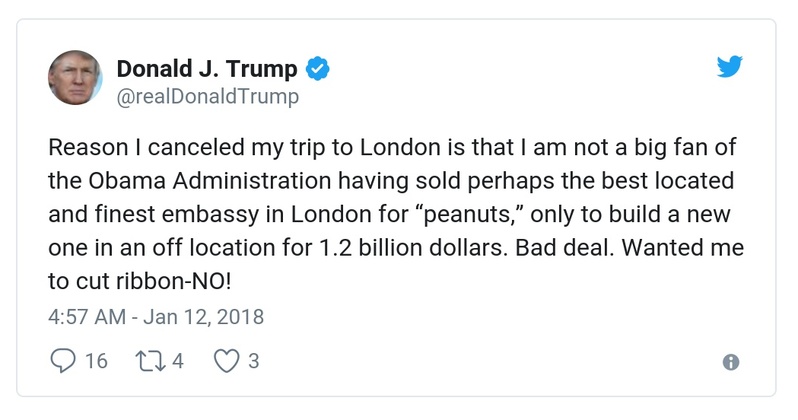 Donald J. Trump
@realDonaldTrump
Reason I canceled my trip to London is that I am not a big fan of
the Obama Administration having sold perhaps the best located
and finest embassy in London for “peanuts,” only to build a new
one in an off location for 1.2 billion dollars. Bad deal. Wanted me
to cut ribbon-NO!
4:57 AM - Jan 12, 2018
16 4 3